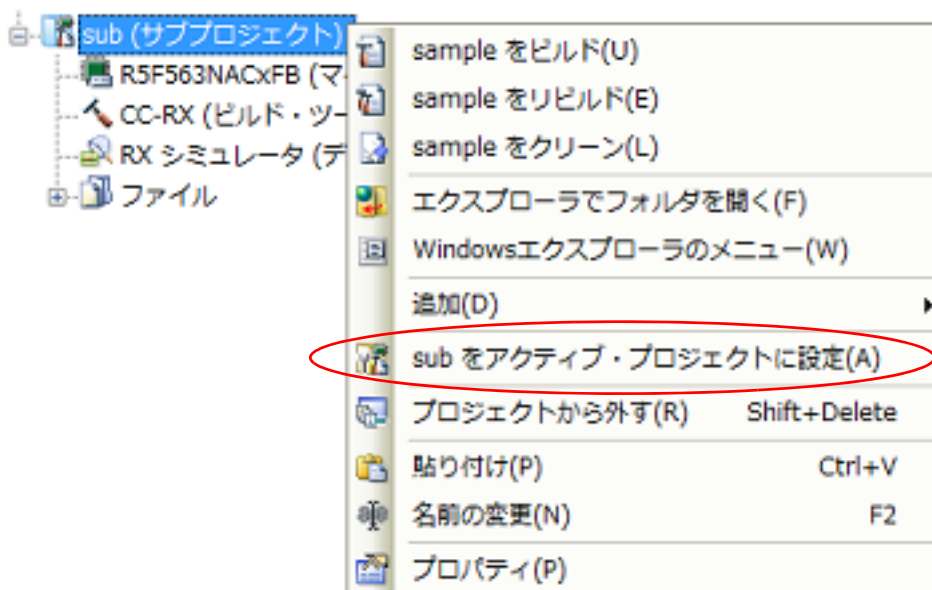 sub (サブプロジェクト)
R5F563NACxFB (マ
CC-RX (ビルド・ツー
RX シミュレータ (デ
ファイル
sample をビルド(U)
sample をリビルド(E)
sample をクリーン(L)
エクスプローラでフォルダを開く(F)
Windowsエクスプローラのメニュー(W)
追加(D)
sub をアクティブ・プロジェクトに設定(A)
プロジェクトから外す(R) Shift+Delete
貼り付け(P) Ctrl+V
名前の変更(N) F2
プロパティ(P)